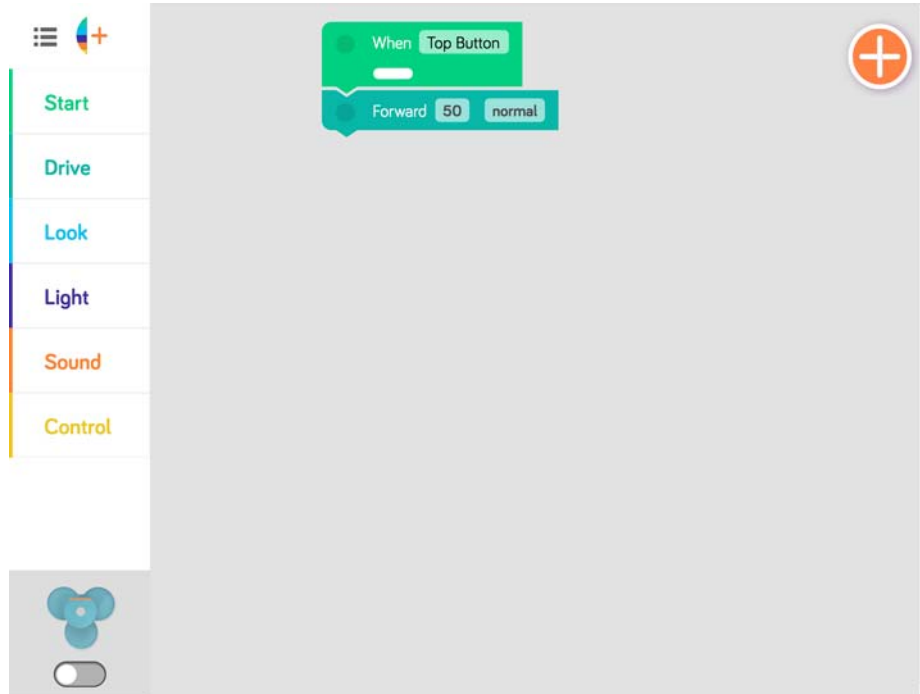 Start
Drive
Look
Light
Sound
Control
When Top Button
Forward 50 normal